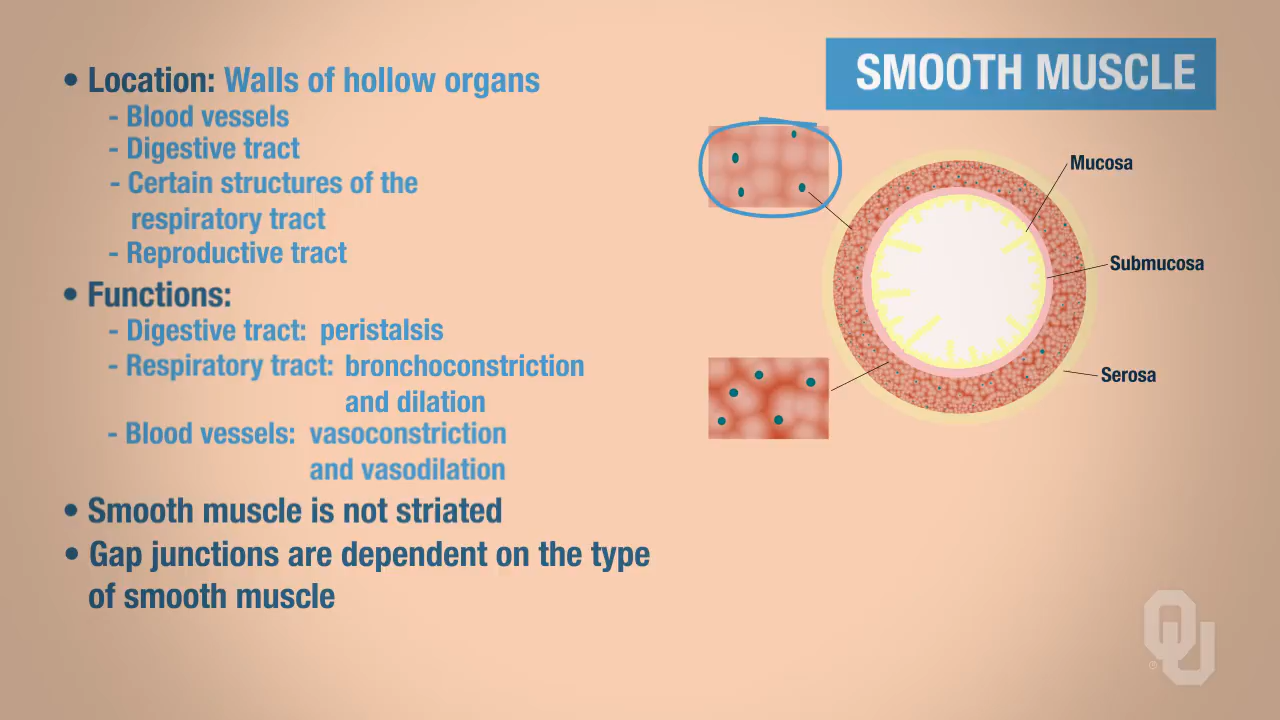 SMOOTH MUSCLE
• Location: Walls of hollow organs
- Blood vessels
- Digestive tract
- Certain structures of the
respiratory tract
- Reproductive tract
• Functions:
- Digestive tract: peristalsis
- Respiratory tract: bronchoconstriction
and dilation
- Blood vessels: vasoconstriction
and vasodilation
• Smooth muscle is not striated
• Gap junctions are dependent on the type
of smooth muscle
Mucosa
Submucosa
Serosa
OU
®